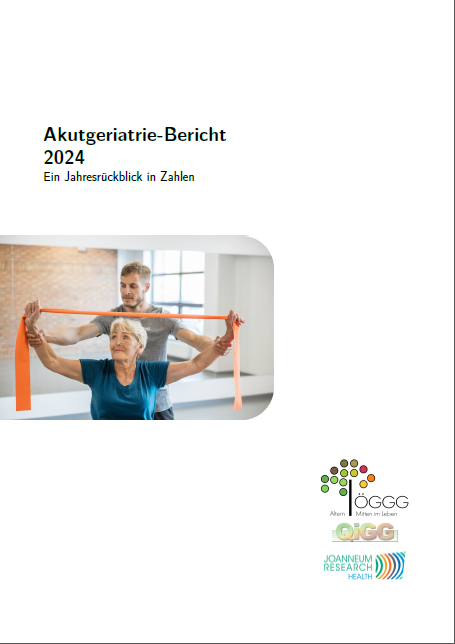 Akutgeriatrie-Bericht
2024
Ein Jahresrückblick in Zahlen
ÖGGG
Altern Mitten im Leben
QiGG
JOANNEUM
RESEARCH
HEALTH